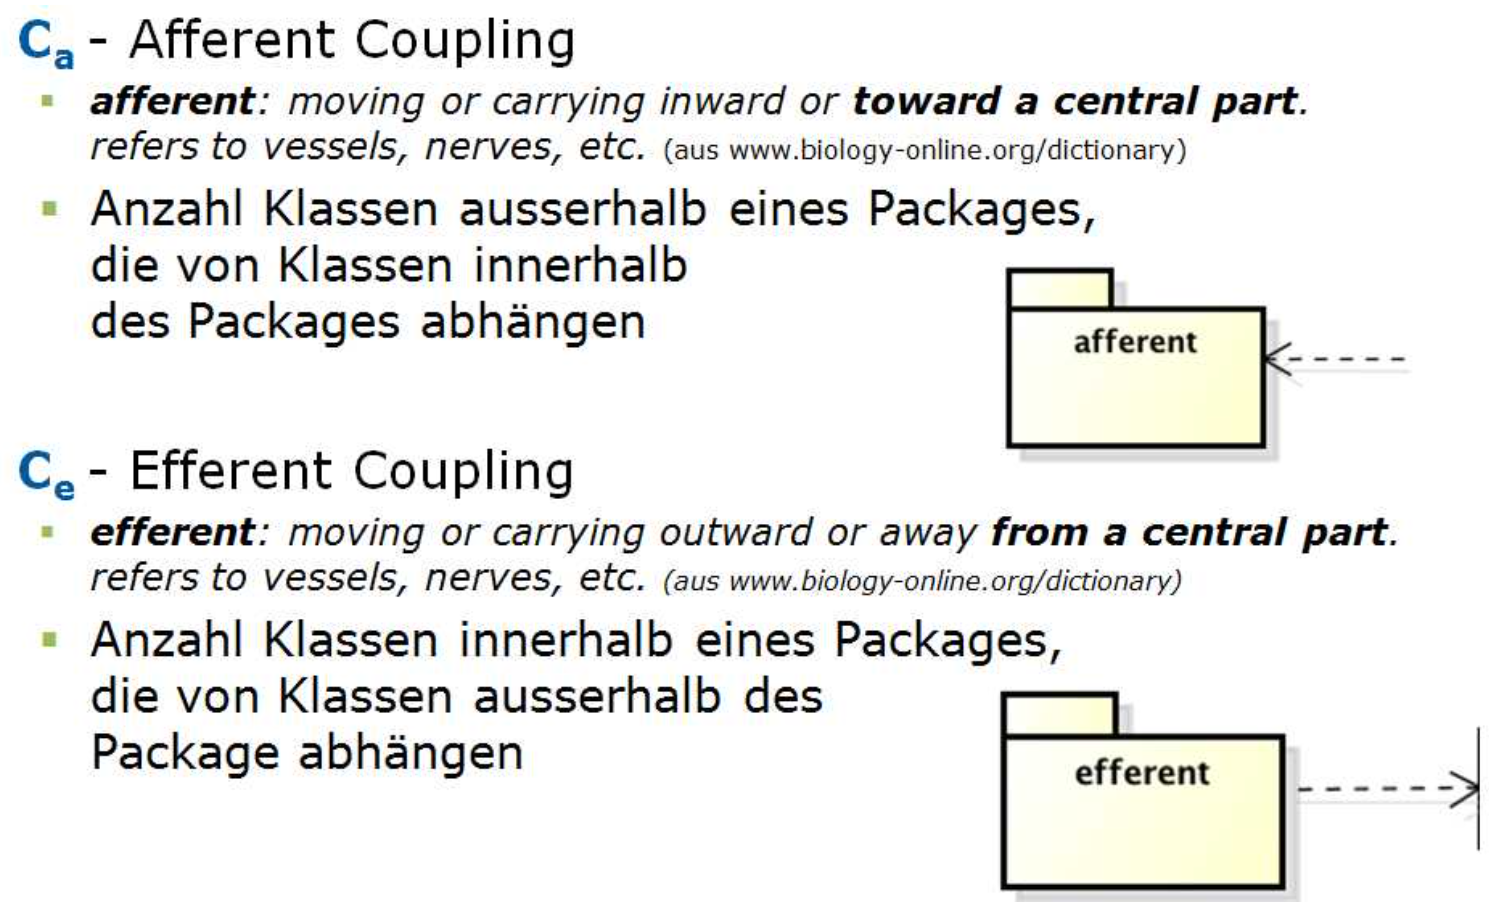 Ca - Afferent Coupling
▪ afferent: moving or carrying inward or toward a central part.
refers to vessels, nerves, etc. (aus www.biology-online.org/dictionary)
▪ Anzahl Klassen ausserhalb eines Packages,
die von Klassen innerhalb
des Packages abhängen
afferent
Ce - Efferent Coupling
▪ efferent: moving or carrying outward or away from a central part.
refers to vessels, nerves, etc. (aus www.biology-online.org/dictionary)
▪ Anzahl Klassen innerhalb eines Packages,
die von Klassen ausserhalb des
Package abhängen
efferent